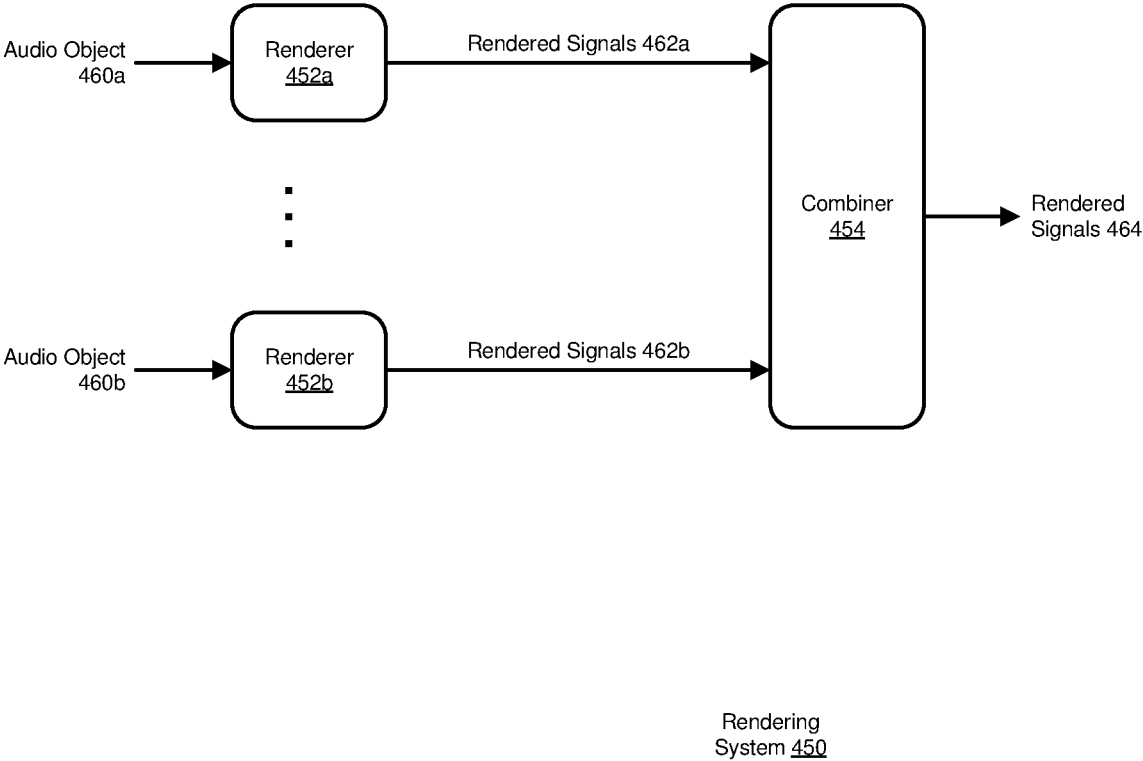 Audio Object
460a
Renderer
452a
Rendered Signals 462a
Combiner
454
Rendered
Signals 464
Audio Object
460b
Renderer
452b
Rendered Signals 462b
Rendering
System 450